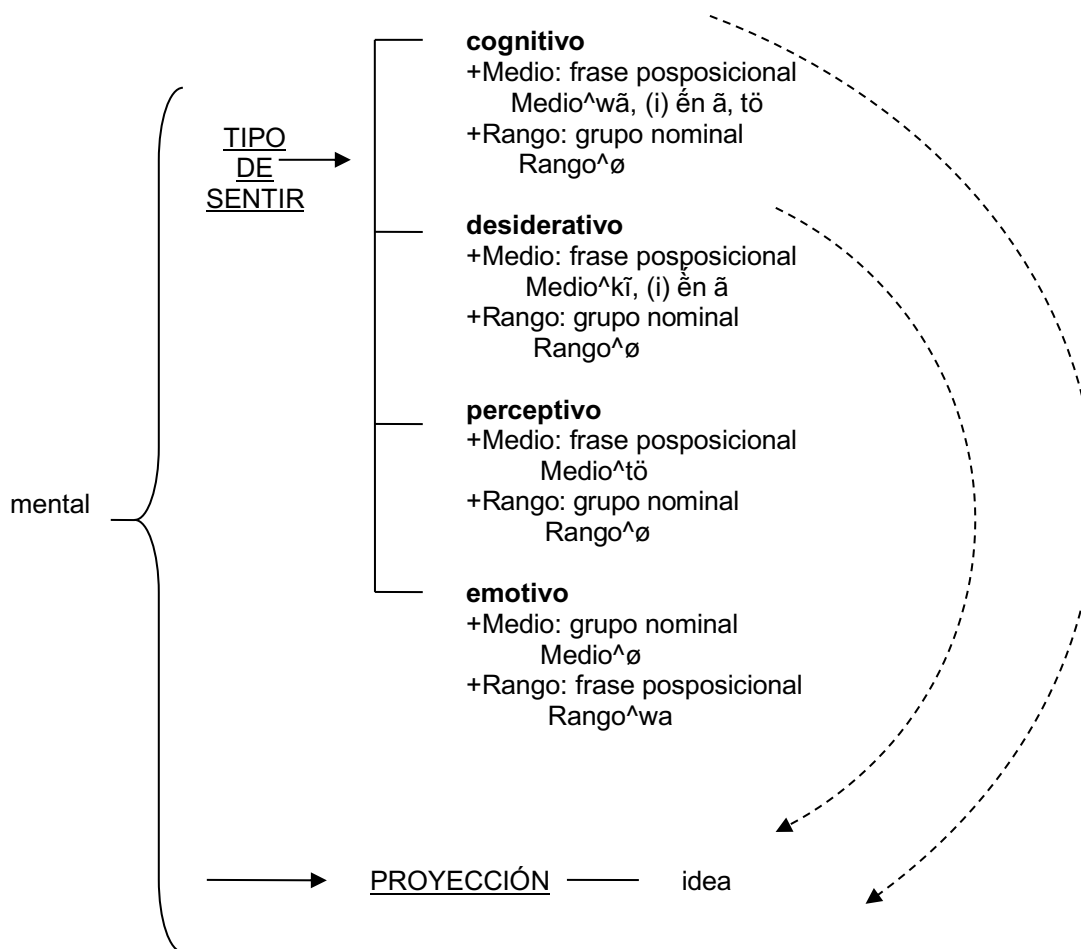 cognitivo
+Medio: frase posposicional
Medio^wã, (i) ẽ́n ã, tö
+Rango: grupo nominal
Rango^ø
TIPO
DE
SENTIR
desiderativo
+Medio: frase posposicional
Medio^kĩ, (i) ẽ̀n ã
+Rango: grupo nominal
Rango^ø
perceptivo
+Medio: frase posposicional
Medio^tö
+Rango: grupo nominal
Rango^ø
mental
emotivo
+Medio: grupo nominal
Medio^ø
+Rango: frase posposicional
Rango^wa
PROYECCIÓN
idea